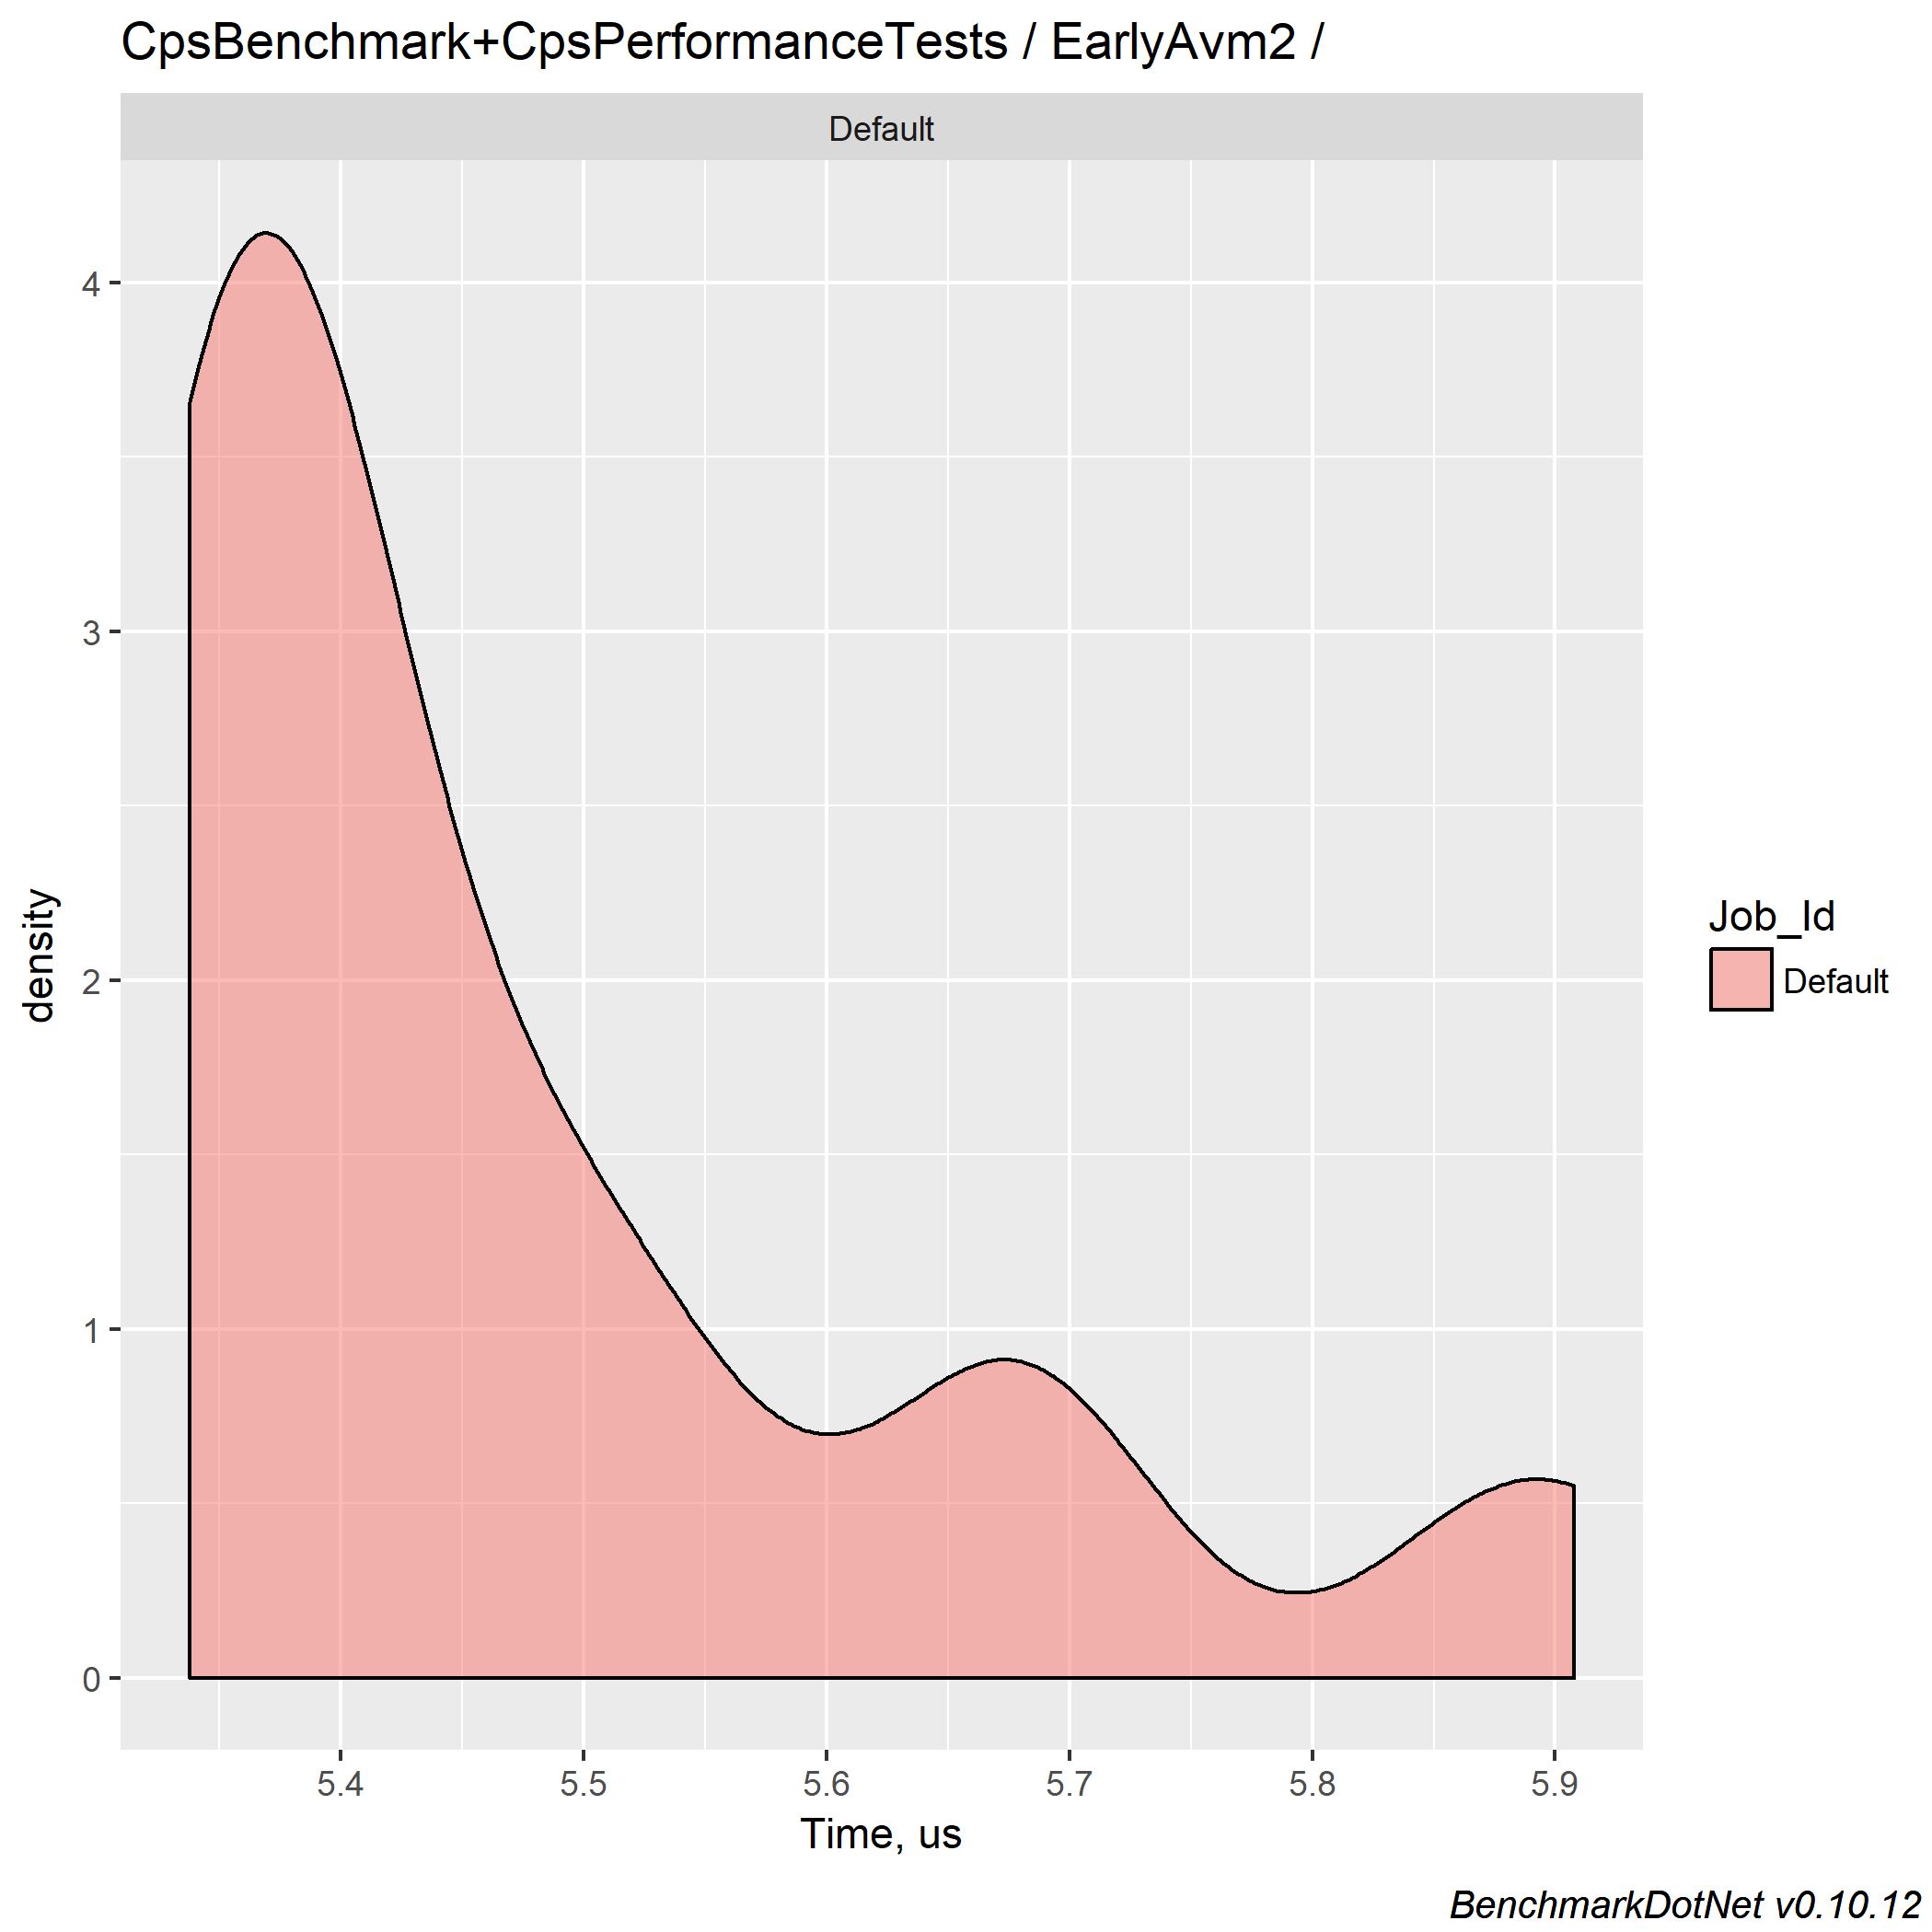 CpsBenchmark+CpsPerformanceTests / EarlyAvm2 /
Default
density
4
3
2
1
0
5.4 5.5 5.6 5.7 5.8 5.9
Time, us
Job_Id
Default
BenchmarkDotNet v0.10.12